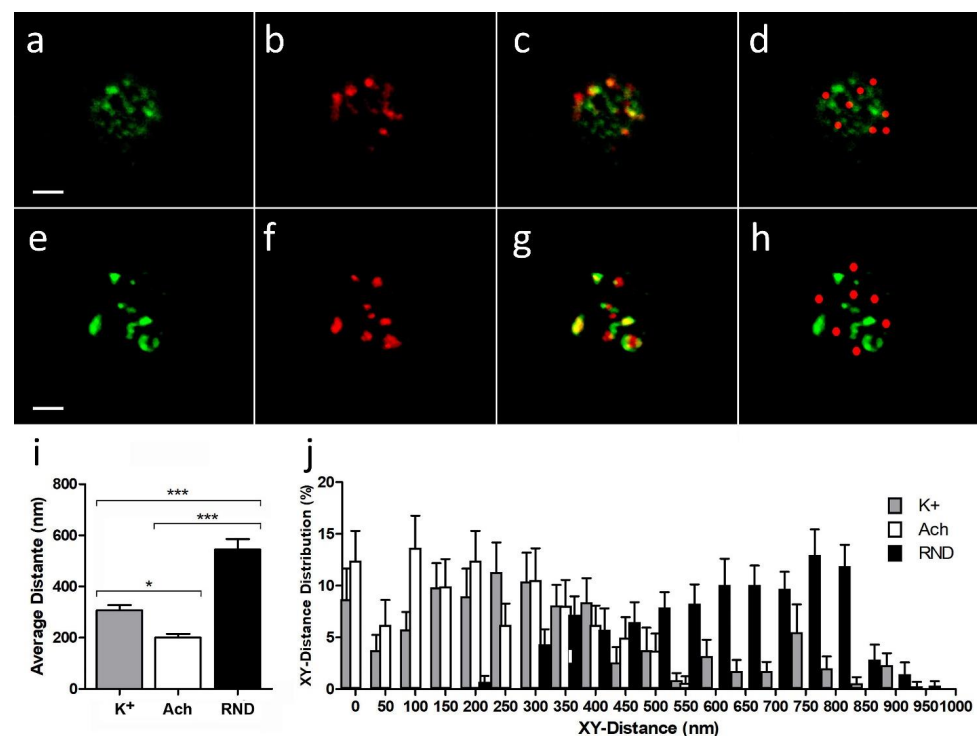 a b c d
e f g h
i
800
600
400
200
0
Average Distante (nm)
***
***
*
K+ Ach RND
j
20
15
10
5
0
XY-Distance Distribution (%)
K+
Ach
RND
0 50 100 150 200 250 300 350 400 450 500 550 600 650 700 750 800 850 900 950 1000
XY-Distance (nm)